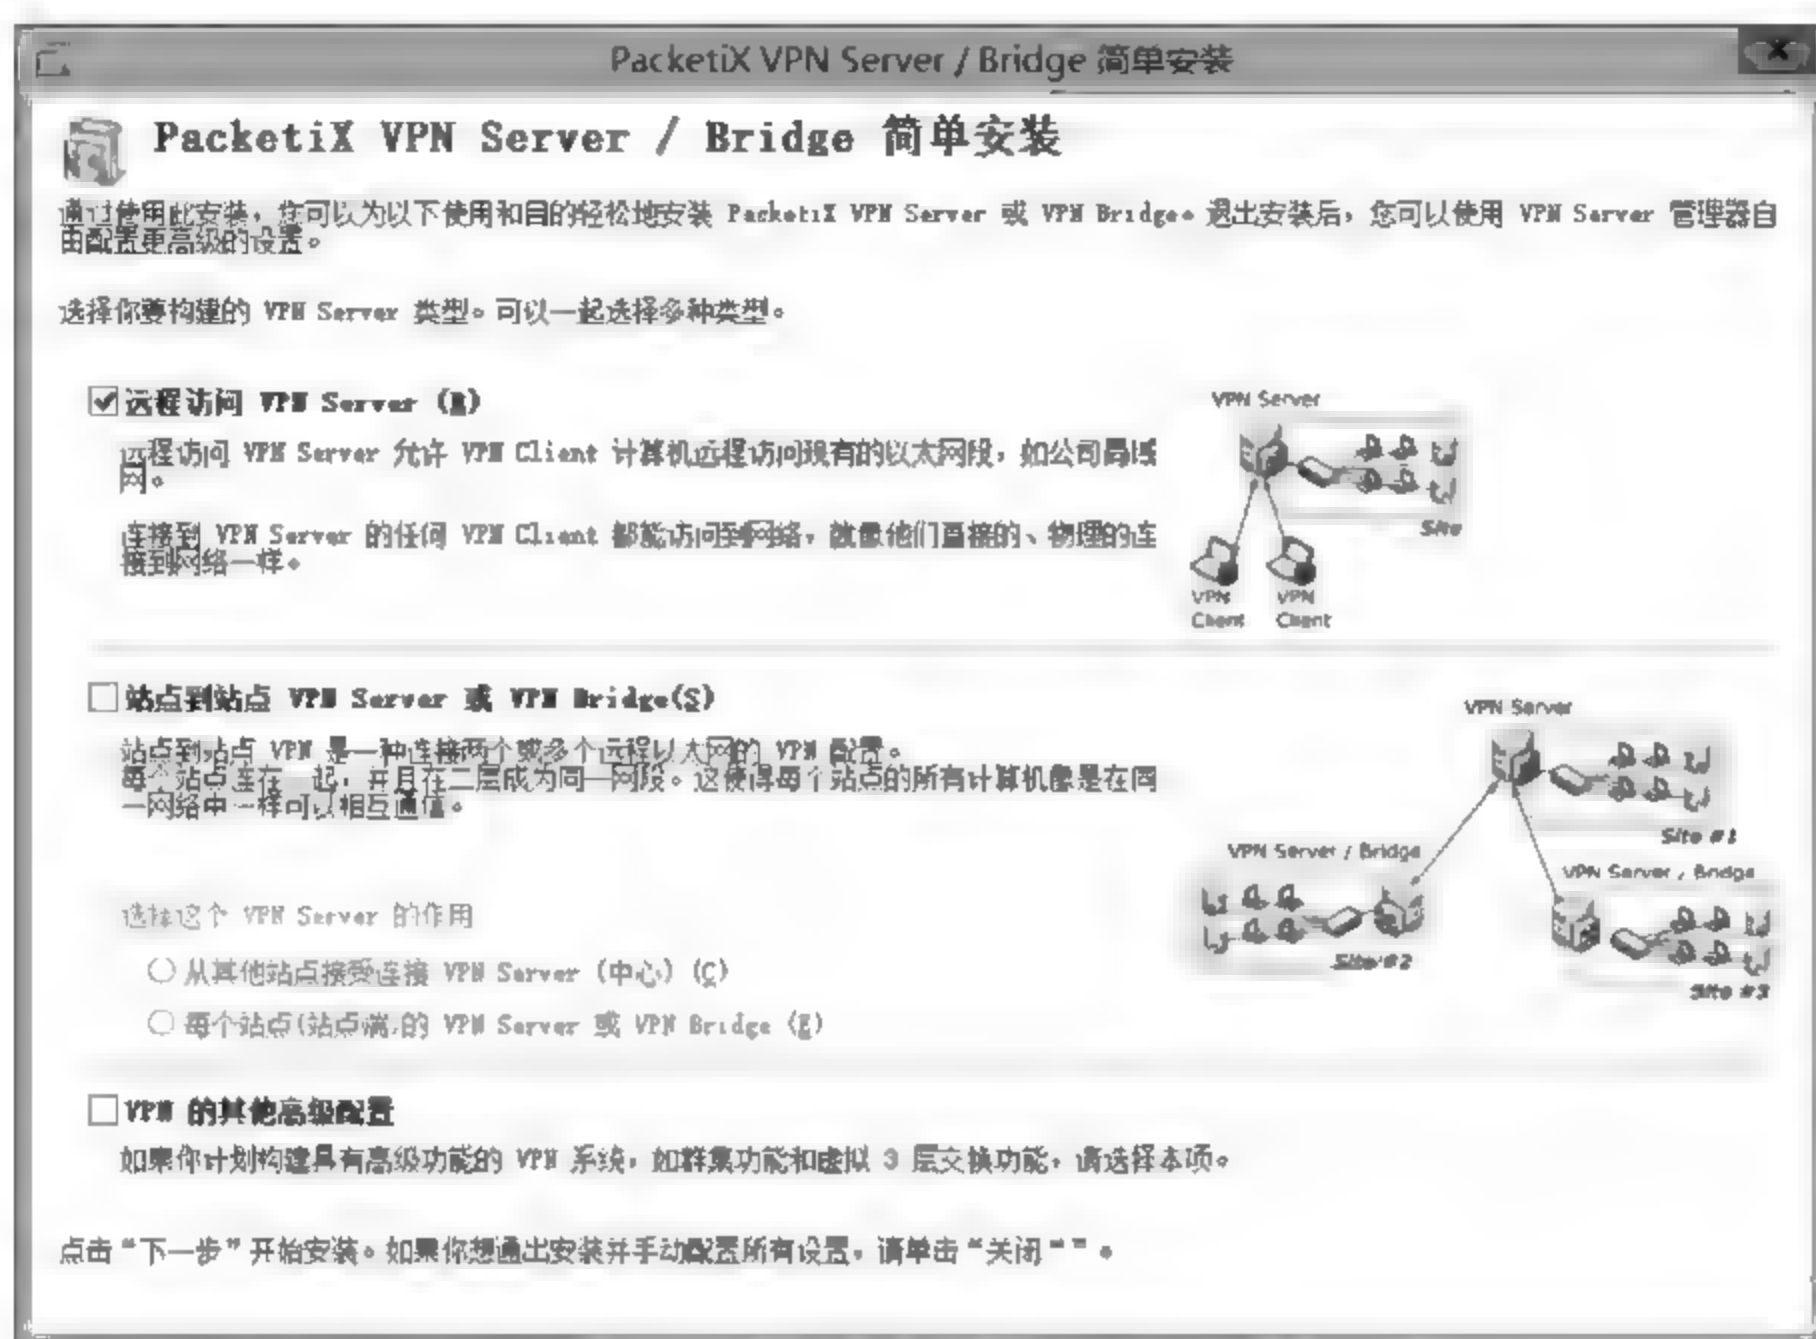 PacketiX VPN Server / Bridge 简单安装
PacketiX VPN Server / Bridge 简单安装
通过使用此安装，您可以为以下使用和目的轻松地安装 PacketiX VPN Server 或 VPN Bridge。退出安装后，您可以使用 VPN Server 管理器自
由配置更高级的设置。
选择你要构建的 VPN Server 类型。可以一起选择多种类型。
远程访问 VPN Server (R)
VPN Server
远程访问 VPN Server 允许 VPN Client 计算机远程访问现有的以太网段，如公司局域
网。
Site
连接到 VPN Server 的任何 VPN Client 都能访问到网络，就像他们直接的、物理的连
接到网络一样。
VPN Client
VPN Client
站点到站点 VPN Server 或 VPN Bridge(S)
VPN Server
站点到站点 VPN 是一种连接两个或多个远程以太网的 VPN 配置。
每个站点连在一起，并且在二层成为同一网段。这使得每个站点的所有计算机像是在同
一网络中一样可以相互通信。
Site #1
VPN Server / Bridge
VPN Server / Bridge
选择这个 VPN Server 的作用
Site #2
从其他站点接受连接 VPN Server (中心) (C)
Site #3
每个站点(站点端)的 VPN Server 或 VPN Bridge (E)
VPN 的其他高级配置
如果你计划构建具有高级功能的 VPN 系统，如群集功能和虚拟 3 层交换功能，请选择本项。
点击“下一步”开始安装。如果你想通出安装并手动配置所有设置，请单击“关闭“”。